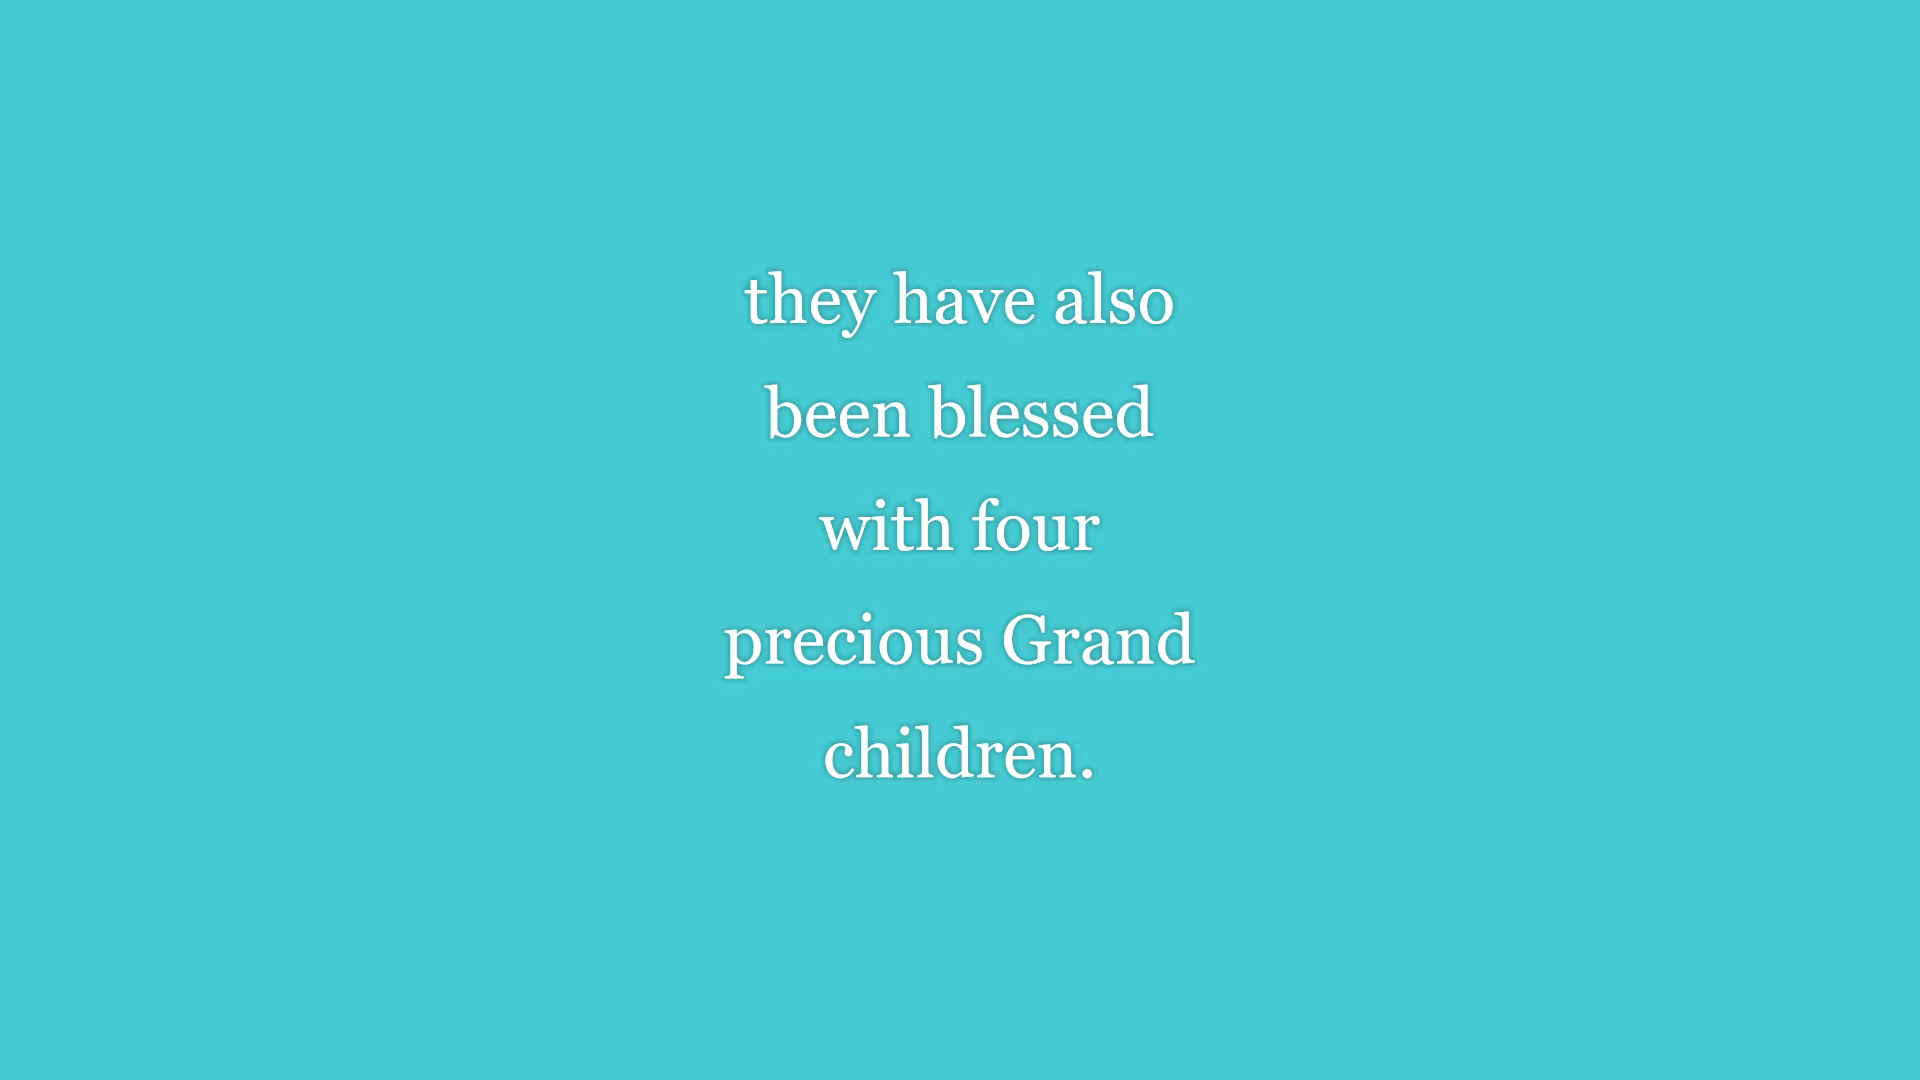 they have also
been blessed
with four
precious Grand
children.